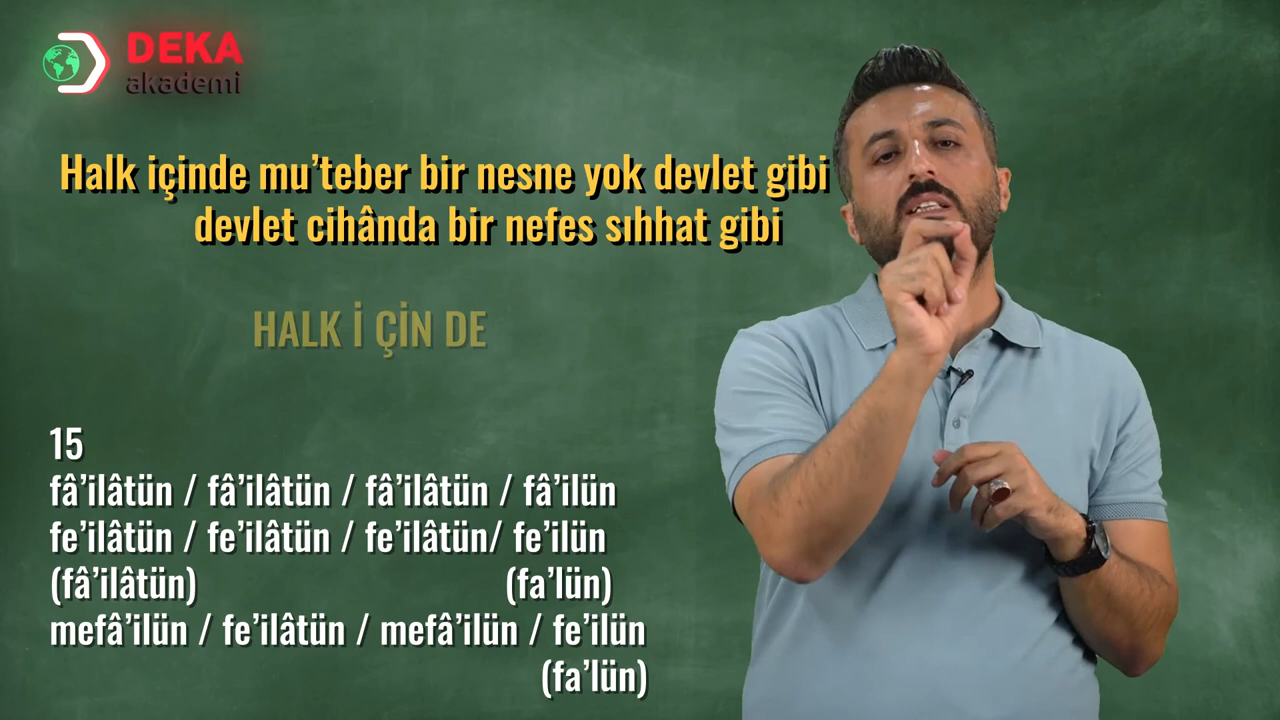 DEKA
akademi
Halk içinde mu’teber bir nesne yok devlet gibi
devlet cihânda bir nefes sıhhat gibi
HALK İ ÇİN DE
15
fâ’ilâtün / fâ’ilâtün / fâ’ilâtün / fâ’ilün
fe’ilâtün / fe’ilâtün / fe’ilâtün/ fe’ilün
(fâ’ilâtün) (fa’lün)
mefâ’ilün / fe’ilâtün / mefâ’ilün / fe’ilün
(fa’lün)